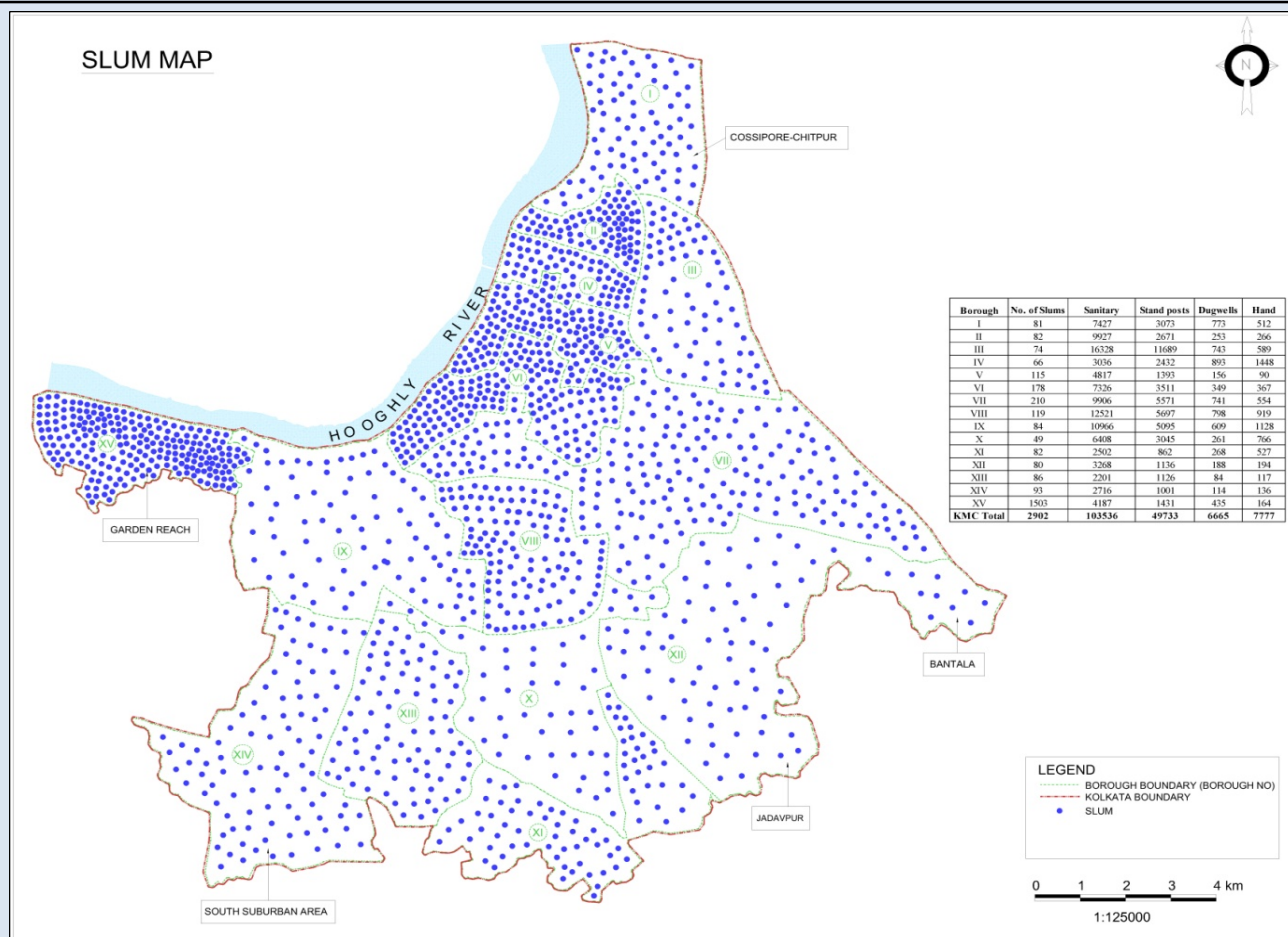 SLUM MAP
N
I
COSSIPORE-CHITPUR
II
III
IV
HOOGHLY RIVER
V
VI
XV
VII
GARDEN REACH
VIII
IX
BANTALA
XII
X
XIII
XIV
JADAVPUR
XI
SOUTH SUBURBAN AREA
Borough No. of Slums Sanitary Stand posts Dugwells Hand
I 81 7427 3073 773 512
II 82 9927 2671 253 266
III 74 16328 11689 743 589
IV 66 3036 2432 893 1448
V 115 4817 1393 156 90
VI 178 7326 3511 349 367
VII 210 9906 5571 741 554
VIII 119 12521 5697 798 919
IX 84 10966 5095 609 1128
X 49 6408 3045 261 766
XI 82 2502 862 268 527
XII 80 3268 1136 188 194
XIII 86 2201 1126 84 117
XIV 93 2716 1001 114 136
XV 1503 4187 1431 435 164
KMC Total 2902 103536 49733 6665 7777
LEGEND
BOROUGH BOUNDARY (BOROUGH NO)
KOLKATA BOUNDARY
SLUM
0 1 2 3 4 km
1:125000